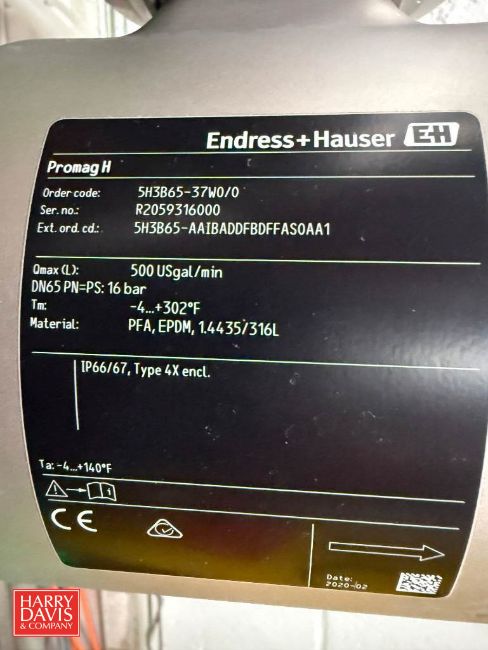 Endress+Hauser EH
Promag H
Order code: 5H3B65-37W0/0
Ser. no.: R2059316000
Ext. ord. cd.: 5H3B65-AAIBADDFBDFFAS0AA1
Qmax (L): 500 USgal/min
DN65 PN=PS: 16 bar
Tm: -4...+302°F
Material: PFA, EPDM, 1.4435/316L
IP66/67, Type 4X encl.
Ta: -4...+140°F
i
CE
Date:
2020-02
HARRY
DAVIS
& COMPANY